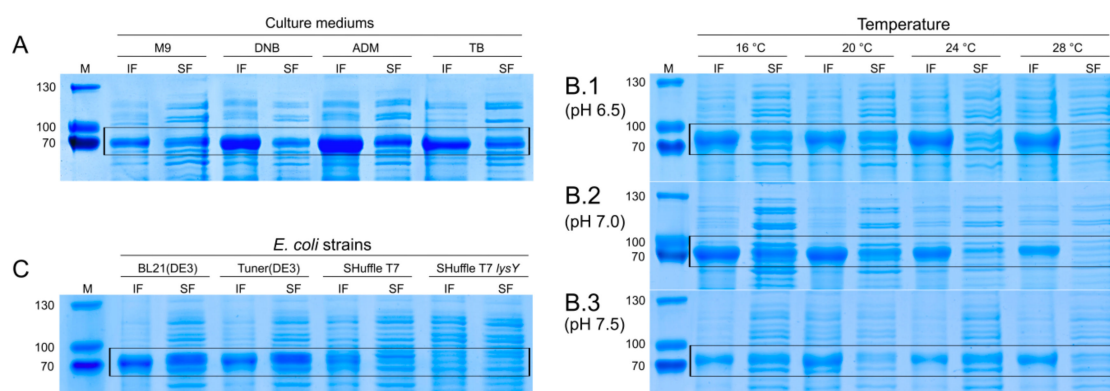 A
Culture mediums
M9 DNB ADM TB
M IF SF IF SF IF SF IF SF
130
100
70
C
E. coli strains
BL21(DE3) Tuner(DE3) SHuffle T7 SHuffle T7 lysY
M IF SF IF SF IF SF IF SF
130
100
70
Temperature
16 °C 20 °C 24 °C 28 °C
M IF SF IF SF IF SF IF SF
B.1
(pH 6.5)
130
100
70
B.2
(pH 7.0)
130
100
70
B.3
(pH 7.5)
130
100
70